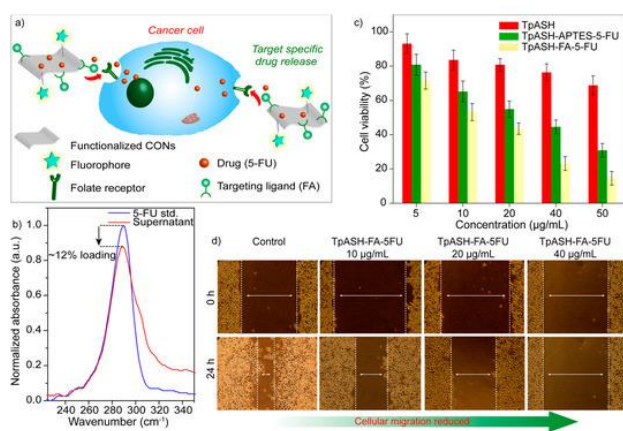 a)
Cancer cell
Target specific
drug release
Functionalized CONs
Fluorophore
Folate receptor
Drug (5-FU)
Targeting ligand (FA)
b)
5-FU std.
Supernatant
~12% loading
Normalized absorbance (a.u.)
1.0
0.8
0.6
0.4
0.2
0.0
240 260 280 300 320 340
Wavenumber (cm⁻¹)
c)
TpASH
TpASH-APTES-5-FU
TpASH-FA-5-FU
Cell viability (%)
100
80
60
40
20
0
5 10 20 40 50
Concentration (μg/mL)
d)
Control
TpASH-FA-5FU
10 μg/mL
TpASH-FA-5FU
20 μg/mL
TpASH-FA-5FU
40 μg/mL
0 h
24 h
Cellular migration reduced